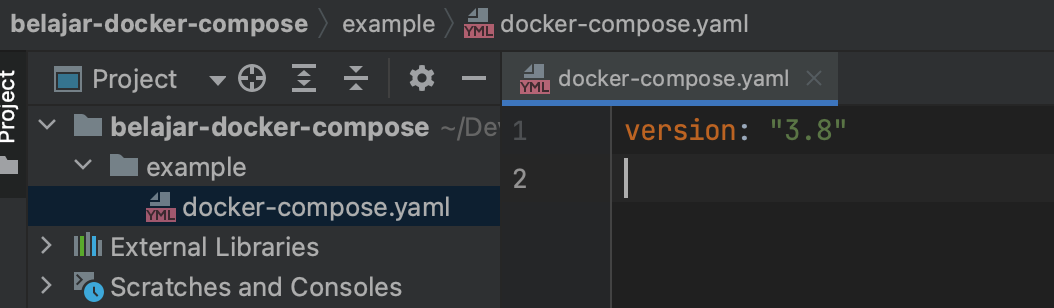 belajar-docker-compose example docker-compose.yaml
Project
Project
docker-compose.yaml
belajar-docker-compose ~/Dev
example
docker-compose.yaml
External Libraries
Scratches and Consoles
1 version: "3.8"
2